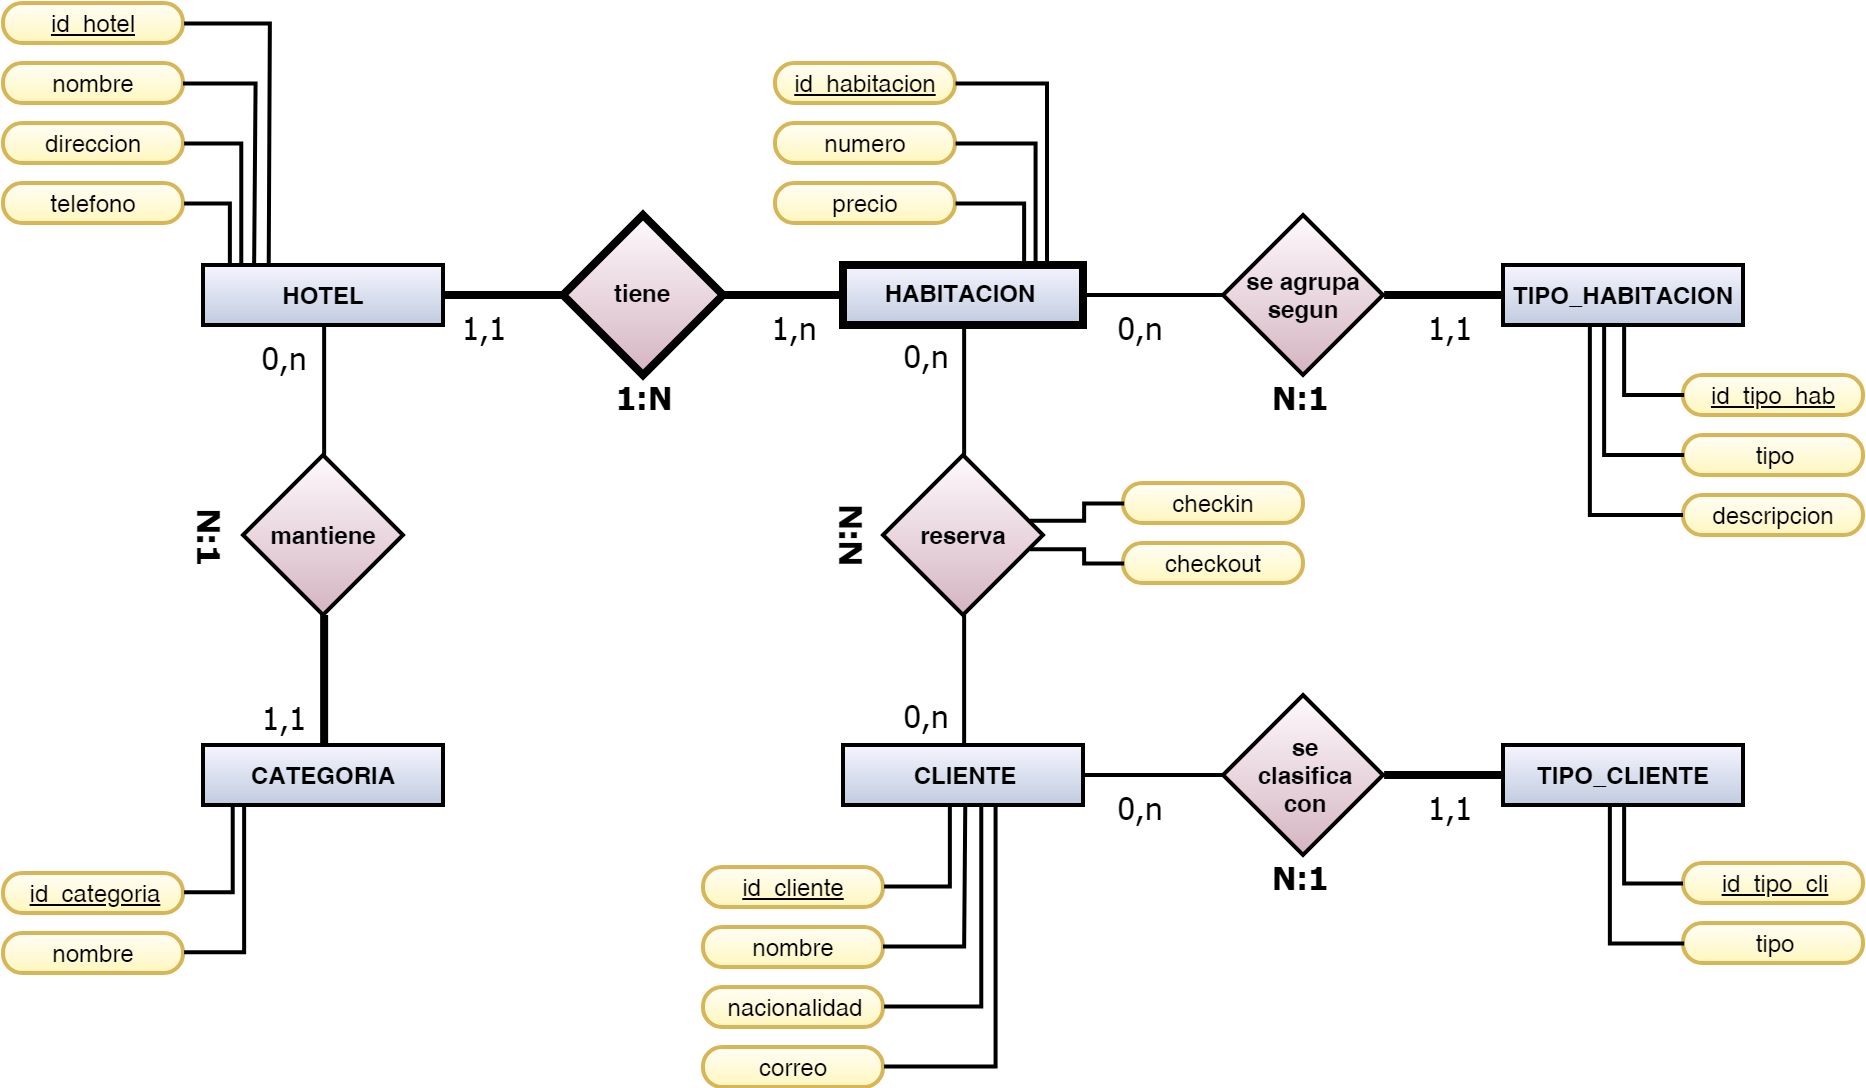 id_hotel
nombre
direccion
telefono
id_habitacion
numero
precio
HOTEL
1,1
tiene
1:N
1,n
HABITACION
0,n
se agrupa
segun
N:1
1,1
TIPO_HABITACION
id_tipo_hab
tipo
descripcion
0,n
mantiene
N:1
1,1
CATEGORIA
id_categoria
nombre
0,n
reserva
N:N
checkin
checkout
0,n
CLIENTE
0,n
se
clasifica
con
N:1
1,1
TIPO_CLIENTE
id_tipo_cli
tipo
id_cliente
nombre
nacionalidad
correo